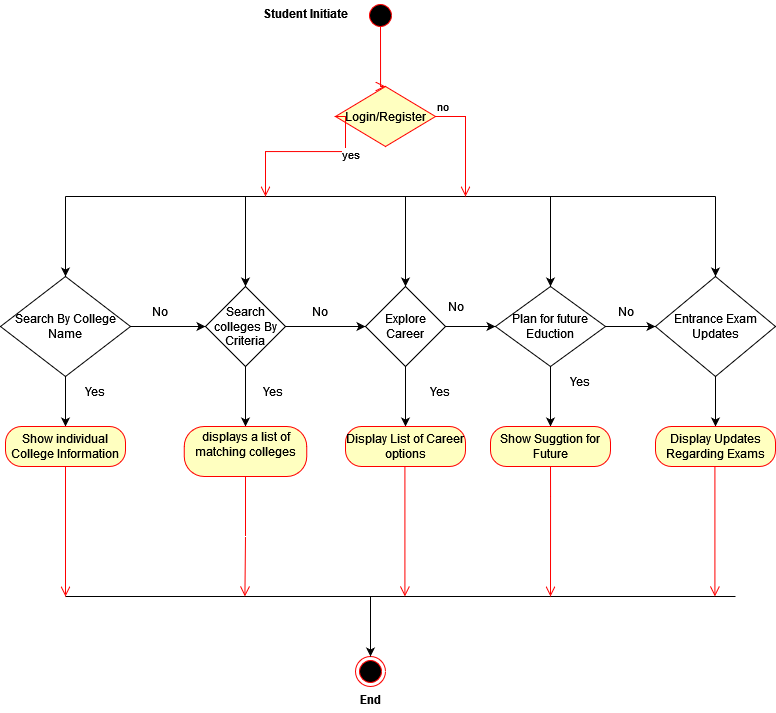 Student Initiate
Login/Register
no
yes
Search By College
Name
No
Search
colleges By
Criteria
No
Explore
Career
No
Plan for future
Eduction
No
Entrance Exam
Updates
Yes
Yes
Yes
Yes
Show individual
College Information
displays a list of
matching colleges
Display List of Career
options
Show Suggtion for
Future
Display Updates
Regarding Exams
End